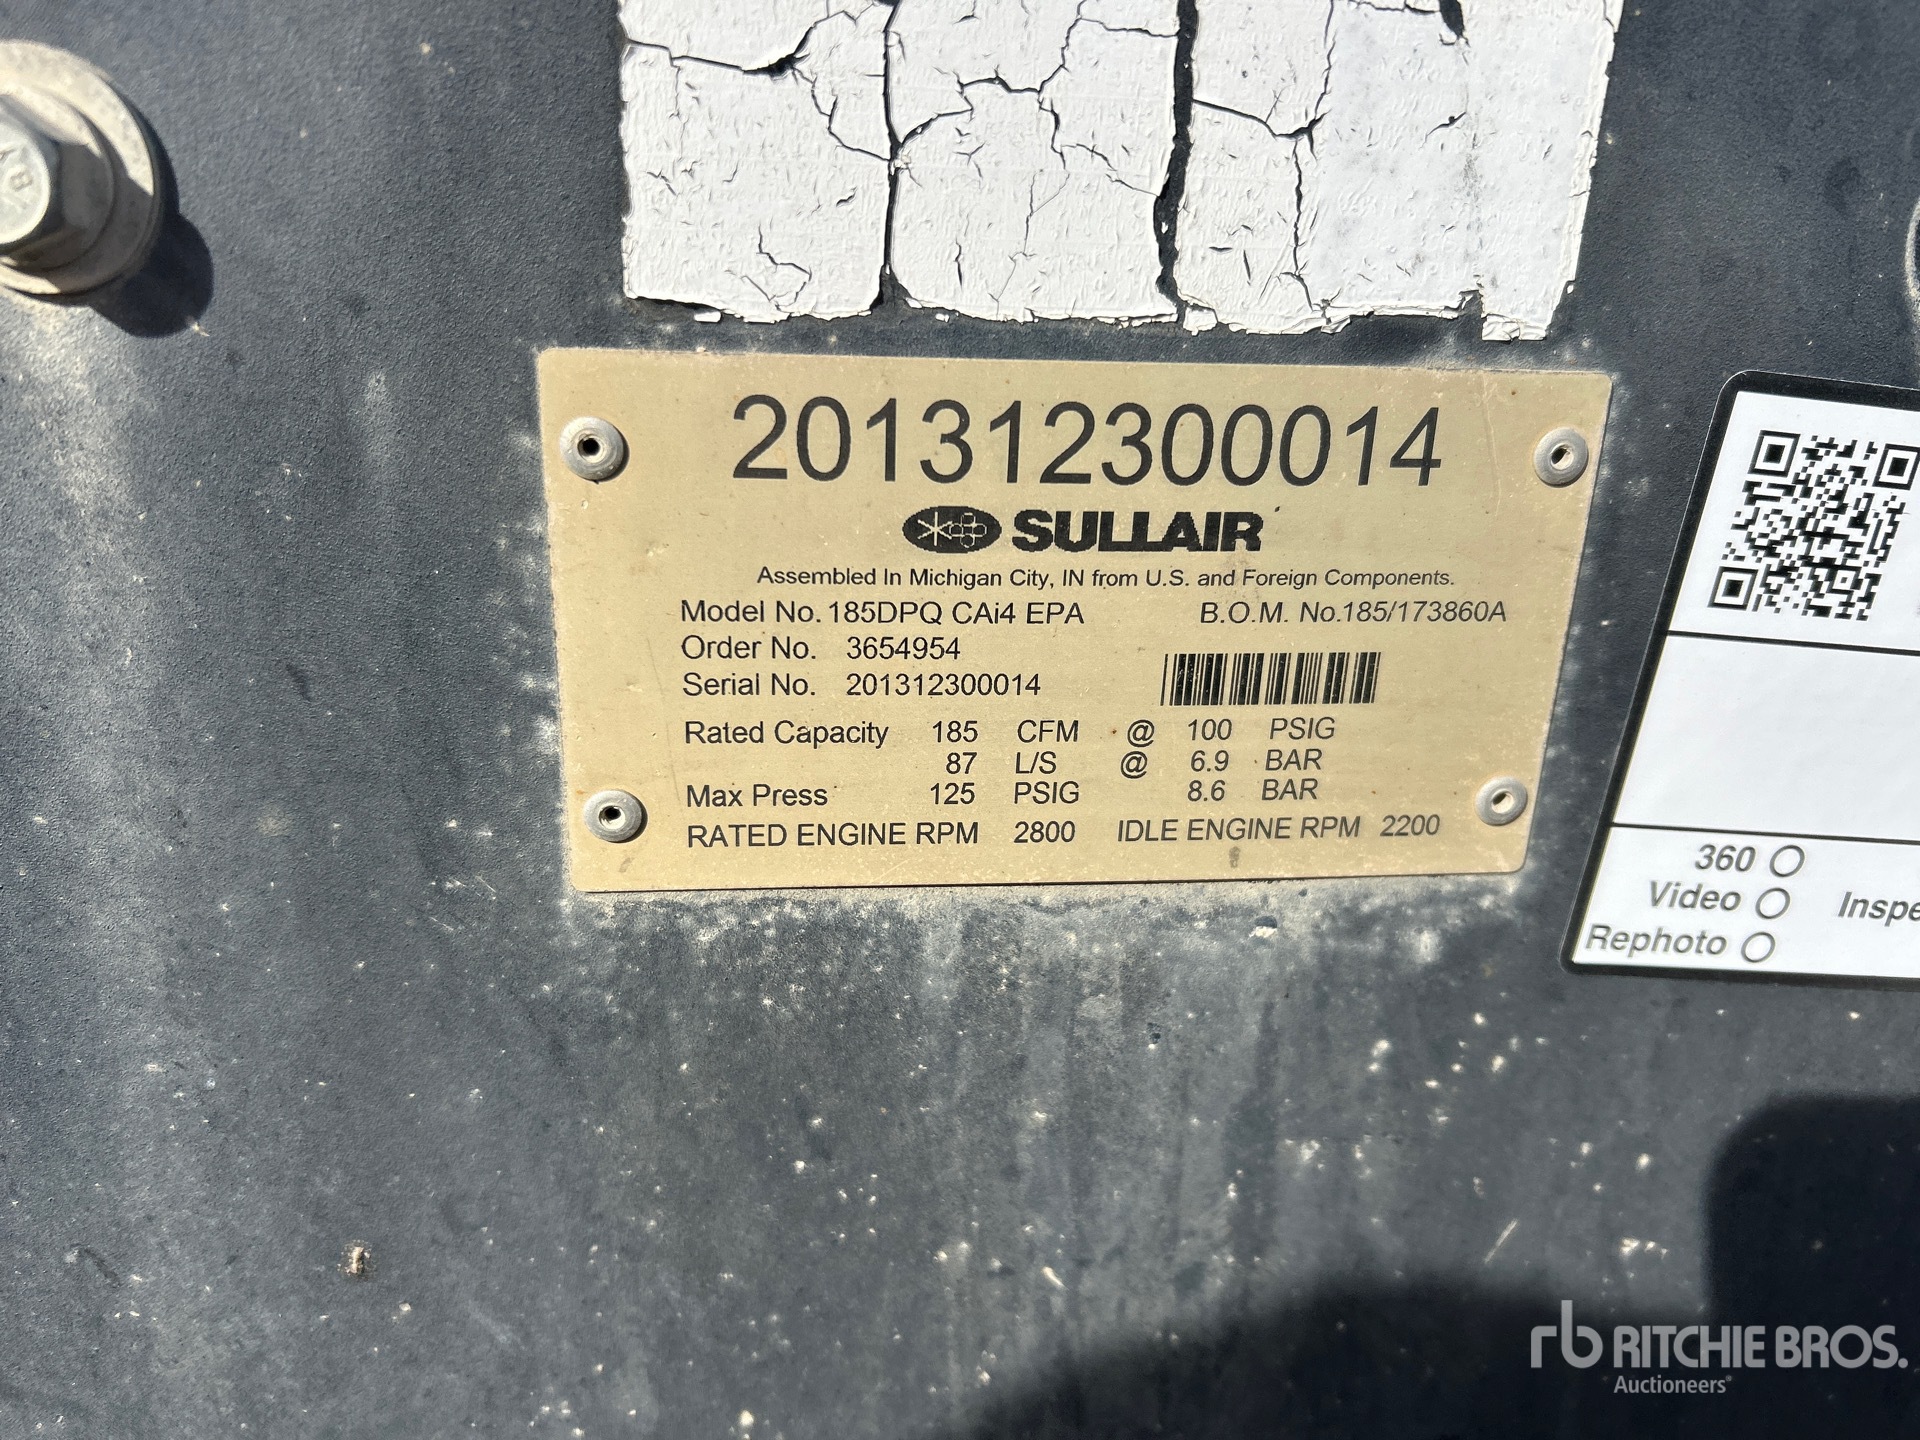 201312300014
SULLAIR
Assembled In Michigan City, IN from U.S. and Foreign Components.
Model No. 185DPQ CAi4 EPA B.O.M. No.185/173860A
Order No. 3654954
Serial No. 201312300014
Rated Capacity 185 CFM @ 100 PSIG
87 L/S @ 6.9 BAR
Max Press 125 PSIG 8.6 BAR
RATED ENGINE RPM 2800 IDLE ENGINE RPM 2200
360
Video
Rephoto
Inspe
rb RITCHIE BROS.
Auctioneers